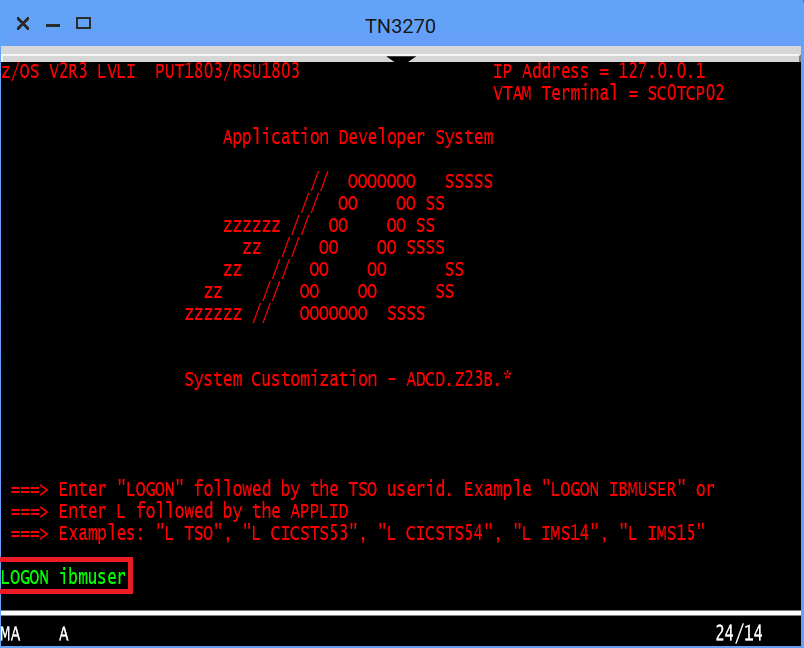 TN3270
z/OS V2R3 LVLI  PUT1803/RSU1803                    IP Address = 127.0.0.1
VTAM Terminal = SC0TCP02
Application Developer System
//  OOOOOOO   SSSSS
//  OO    OO SS
zzzzzz //  OO    OO SS
zz  //  OO    OO SSSS
zz   //  OO    OO      SS
zz    //  OO    OO      SS
zzzzzz //   OOOOOOO  SSSS
System Customization - ADCD.Z23B.*
===> Enter "LOGON" followed by the TSO userid. Example "LOGON IBMUSER" or
===> Enter L followed by the APPLID
===> Examples: "L TSO", "L CICSTS53", "L CICSTS54", "L IMS14", "L IMS15"
LOGON ibmuser
MA    A                                                                   24/14